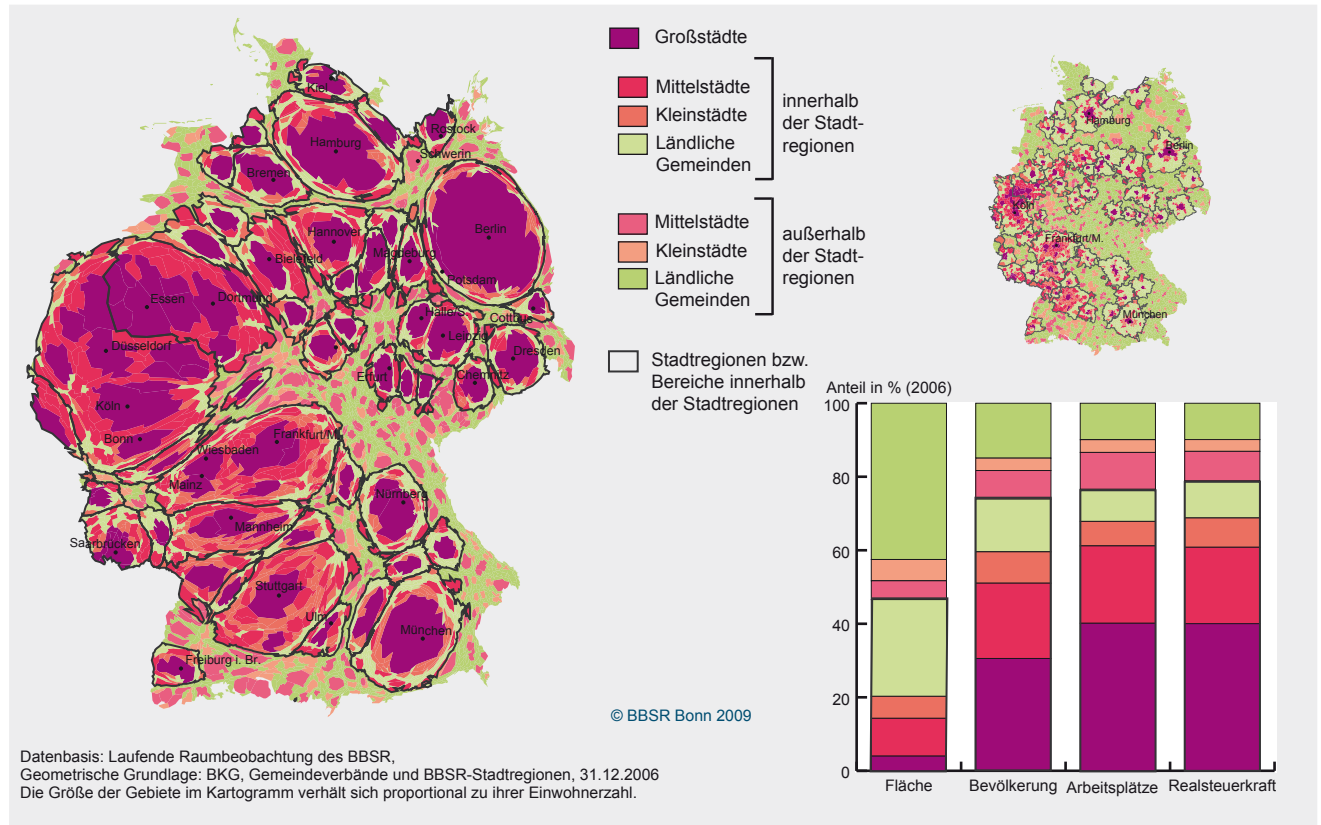 Kiel
Rostock
Hamburg
Schwerin
Bremen
Hannover
Berlin
Bielefeld
Magdeburg
Potsdam
Essen
Dortmund
Halle/S.
Cottbus
Leipzig
Düsseldorf
Dresden
Erfurt
Chemnitz
Köln
Bonn
Frankfurt/M.
Wiesbaden
Mainz
Nürnberg
Mannheim
Saarbrücken
Stuttgart
Ulm
München
Freiburg i. Br.
Großstädte
Mittelstädte
Kleinstädte
Ländliche
Gemeinden
innerhalb
der Stadt-
regionen
Mittelstädte
Kleinstädte
Ländliche
Gemeinden
außerhalb
der Stadt-
regionen
Stadtregionen bzw.
Bereiche innerhalb
der Stadtregionen
Hamburg
Berlin
Köln
Frankfurt/M.
München
Anteil in % (2006)
100
80
60
40
20
0
Fläche
Bevölkerung
Arbeitsplätze
Realsteuerkraft
© BBSR Bonn 2009
Datenbasis: Laufende Raumbeobachtung des BBSR,
Geometrische Grundlage: BKG, Gemeindeverbände und BBSR-Stadtregionen, 31.12.2006
Die Größe der Gebiete im Kartogramm verhält sich proportional zu ihrer Einwohnerzahl.